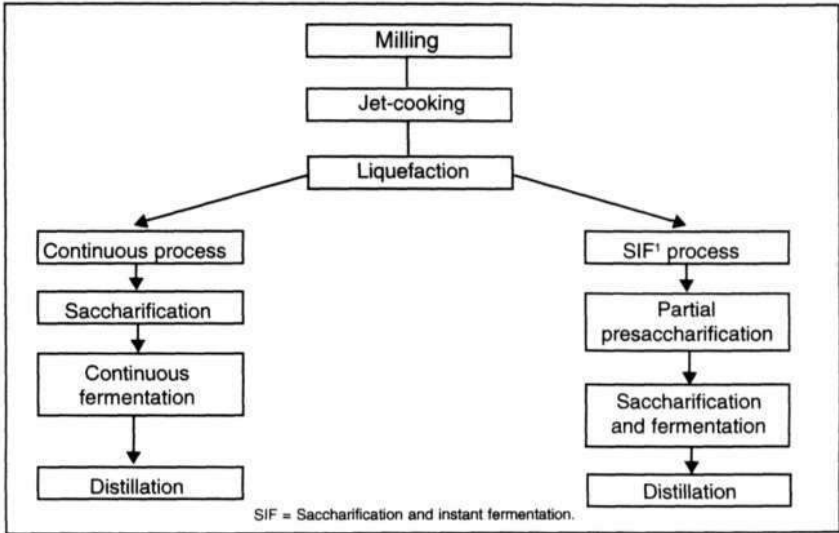 Milling
Jet-cooking
Liquefaction
Continuous process
Saccharification
Continuous
fermentation
Distillation
SIF¹ process
Partial
presaccharification
Saccharification
and fermentation
Distillation
SIF = Saccharification and instant fermentation.